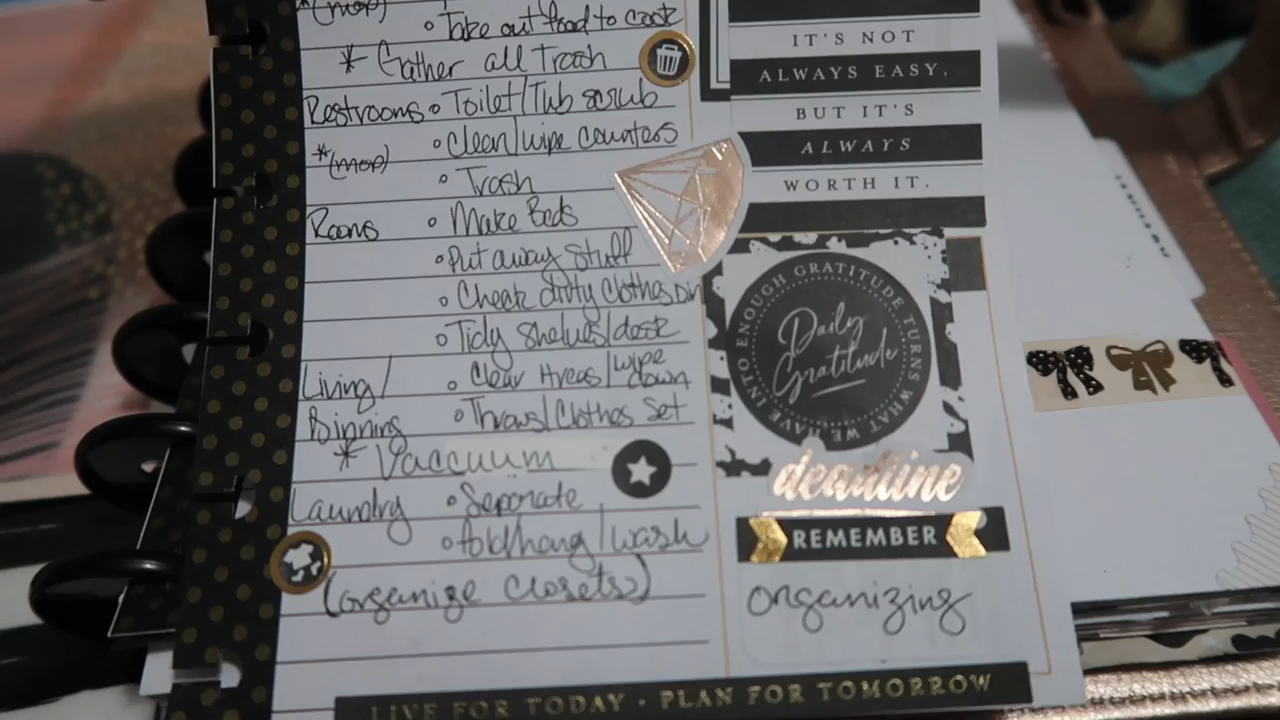 *(mop)
• Take out food to cook
* Gather all Trash
Restrooms • Toilet/Tub scrub
• Clean/wipe counters
*(mop)
• Trash
Rooms • Make Beds
• Put away stuff
• Check dirty clothes
• Tidy shelves/desk
Living/ • Clear Areas/wipe down
• Throws/Clothes Set
* Vaccuum
Laundry • Seperate
• fold/hang/wash
(organize closets)
IT'S NOT
ALWAYS EASY,
BUT IT'S
ALWAYS
WORTH IT.
GRATITUDE TURNS WHAT WE HAVE INTO ENOUGH
Daily
Gratitude
deadline
REMEMBER
organizing
LIVE FOR TODAY • PLAN FOR TOMORROW